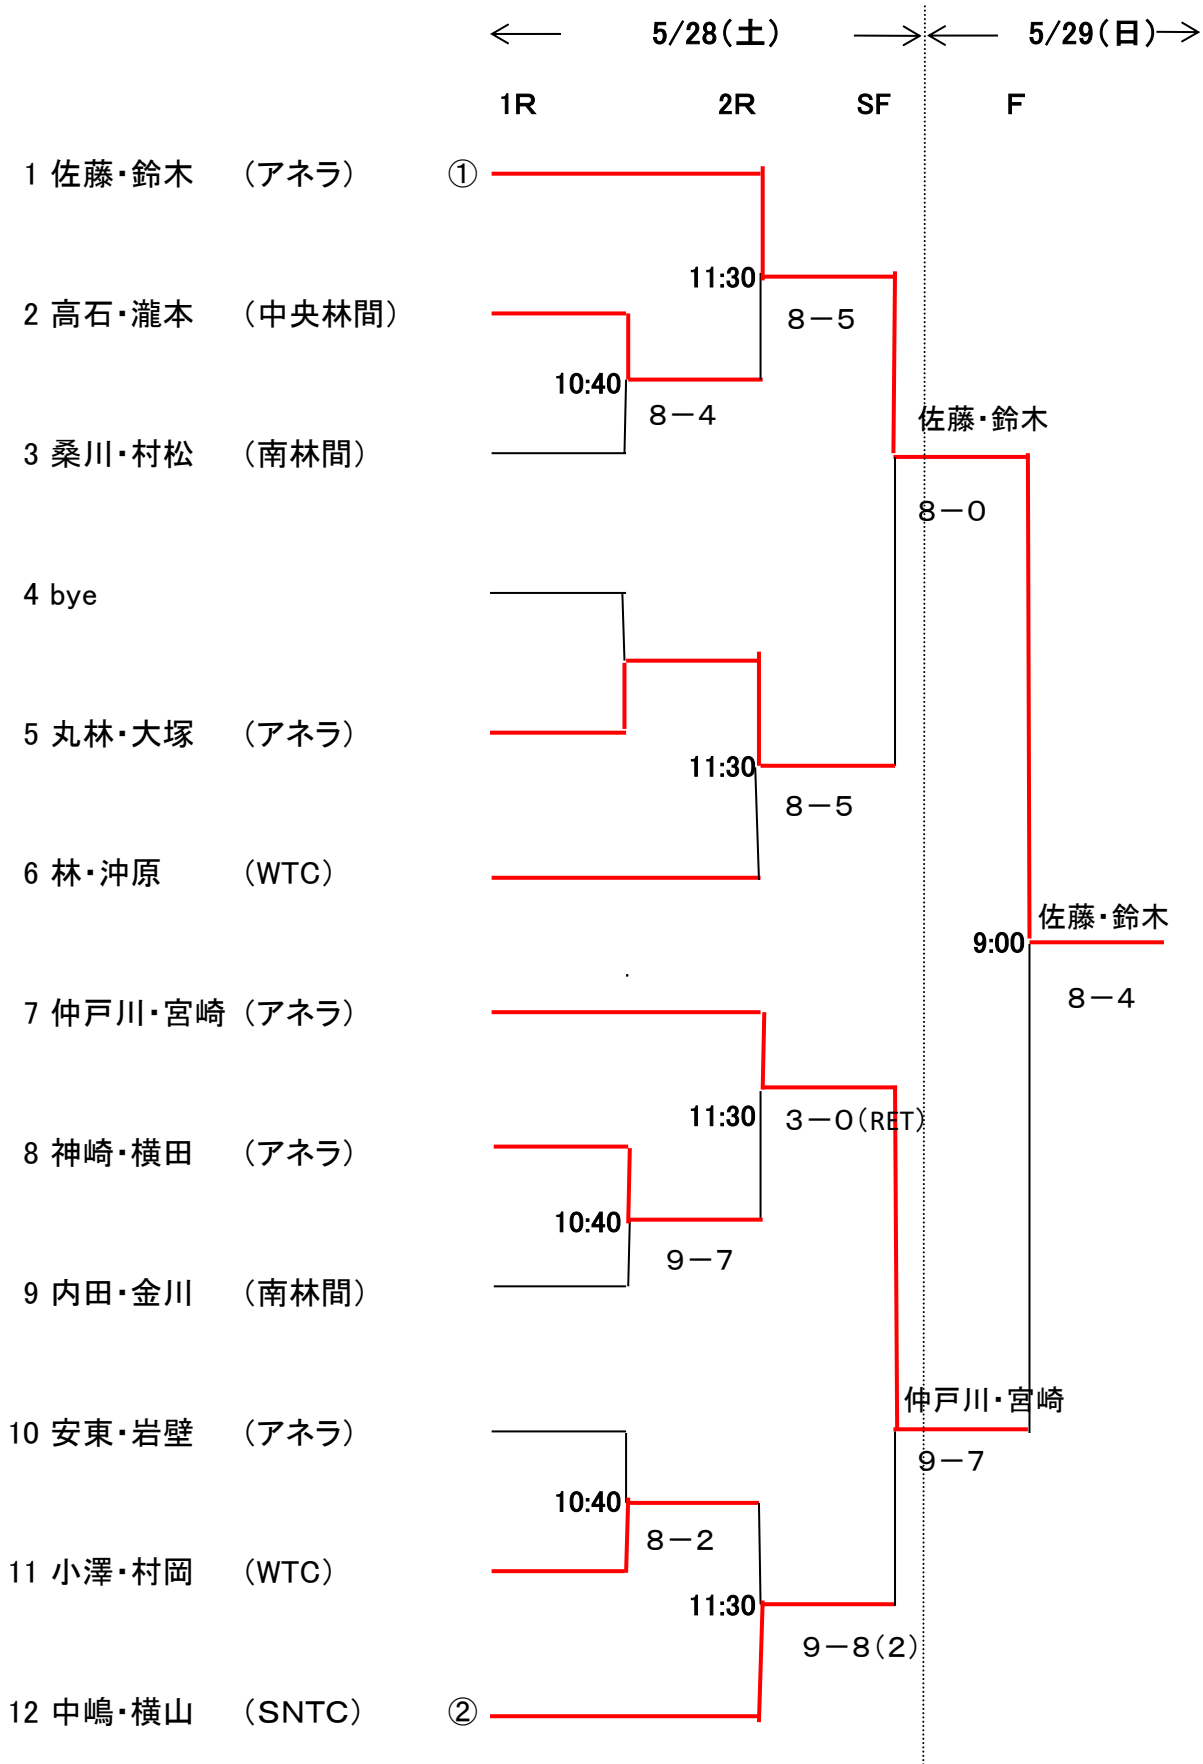 5/28(土) 5/29(日)
1R 2R SF F
1 佐藤・鈴木 (アネラ) ①
11:30
2 高石・瀧本 (中央林間) 8－5
10:40
8－4 佐藤・鈴木
3 桑川・村松 (南林間)
8－0
4 bye
5 丸林・大塚 (アネラ)
11:30
8－5
6 林・沖原 (WTC)
佐藤・鈴木
9:00
8－4
7 仲戸川・宮崎 (アネラ)
11:30 3－0(RET)
8 神崎・横田 (アネラ)
10:40
9－7
9 内田・金川 (南林間)
仲戸川・宮崎
10 安東・岩壁 (アネラ)
9－7
10:40
8－2
11 小澤・村岡 (WTC)
11:30
9－8(2)
12 中嶋・横山 (SNTC) ②